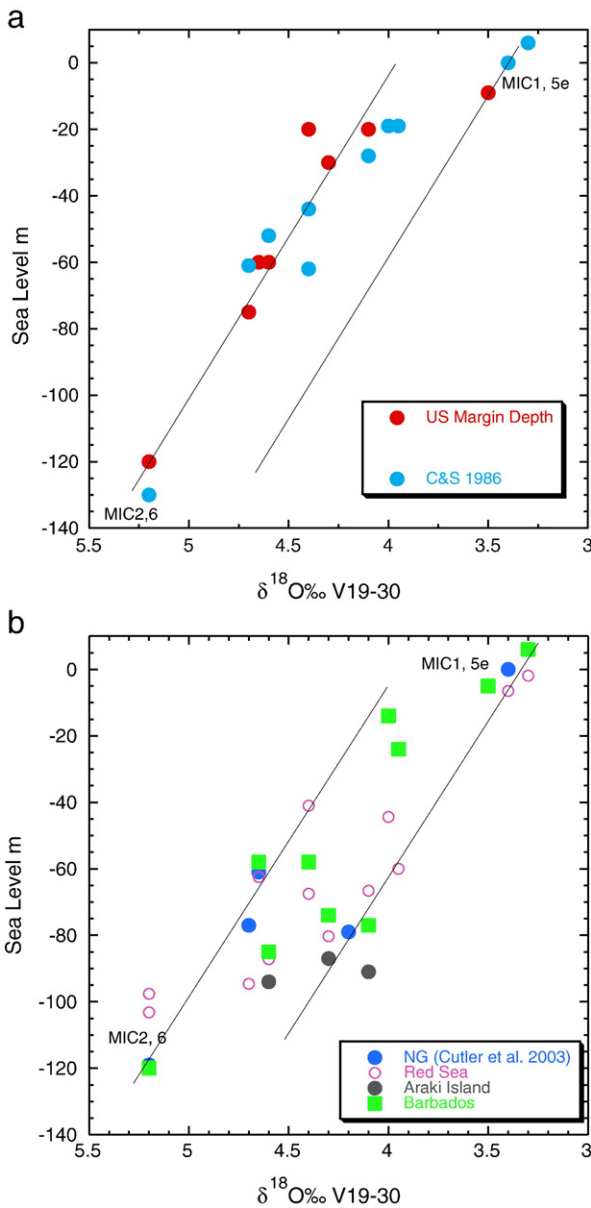 a
0
-20
-40
-60
-80
-100
-120
-140
Sea Level m
MIC1, 5e
MIC2,6
US Margin Depth
C&S 1986
5.5 5 4.5 4 3.5 3
δ18O‰ V19-30
b
0
-20
-40
-60
-80
-100
-120
-140
Sea Level m
MIC1, 5e
MIC2, 6
NG (Cutler et al. 2003)
Red Sea
Araki Island
Barbados
5.5 5 4.5 4 3.5 3
δ18O‰ V19-30